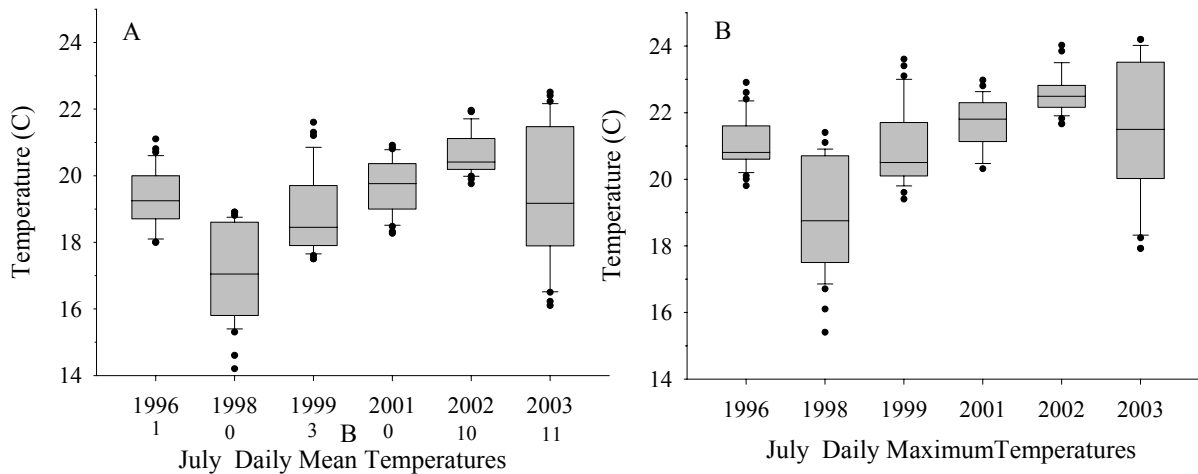 A
Temperature (C)
24
22
20
18
16
14
1996 1998 1999 2001 2002 2003
1 0 3 B 0 10 11
July Daily Mean Temperatures
B
Temperature (C)
24
22
20
18
16
14
1996 1998 1999 2001 2002 2003
July Daily MaximumTemperatures